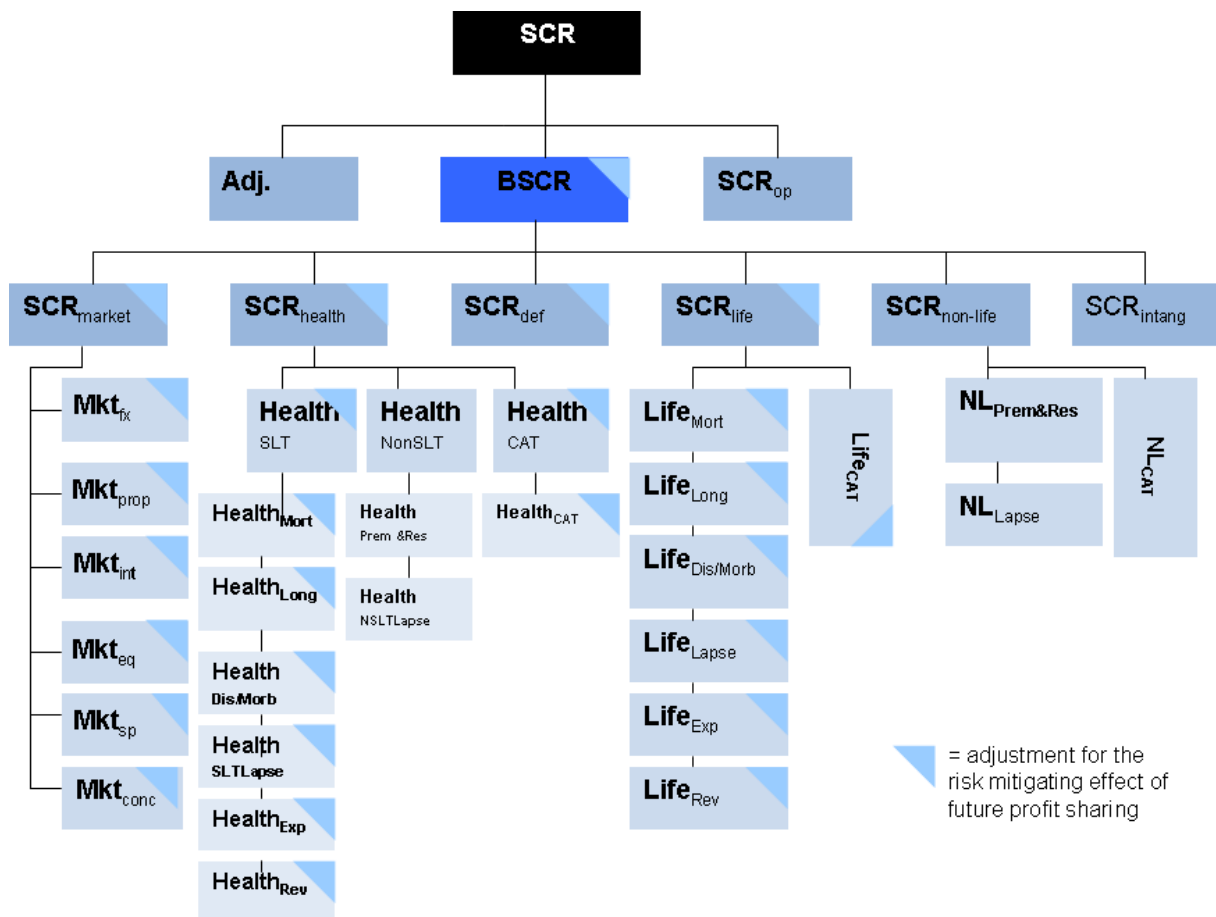 SCR
Adj.
BSCR
SCRop
SCRmarket
SCRhealth
SCRdef
SCRlife
SCRnon-life
SCRintang
Mktfx
Mktprop
Mktint
Mkteq
Mktsp
Mktconc
Health
SLT
Health
NonSLT
Health
CAT
HealthMort
HealthLong
Health
Dis/Morb
Health
SLTLapse
HealthExp
HealthRev
Health
Prem &Res
Health
NSLTLapse
HealthCAT
LifeMort
LifeLong
LifeDis/Morb
LifeLapse
LifeExp
LifeRev
LifeCAT
NLPrem&Res
NLLapse
NLCAT
= adjustment for the
risk mitigating effect of
future profit sharing